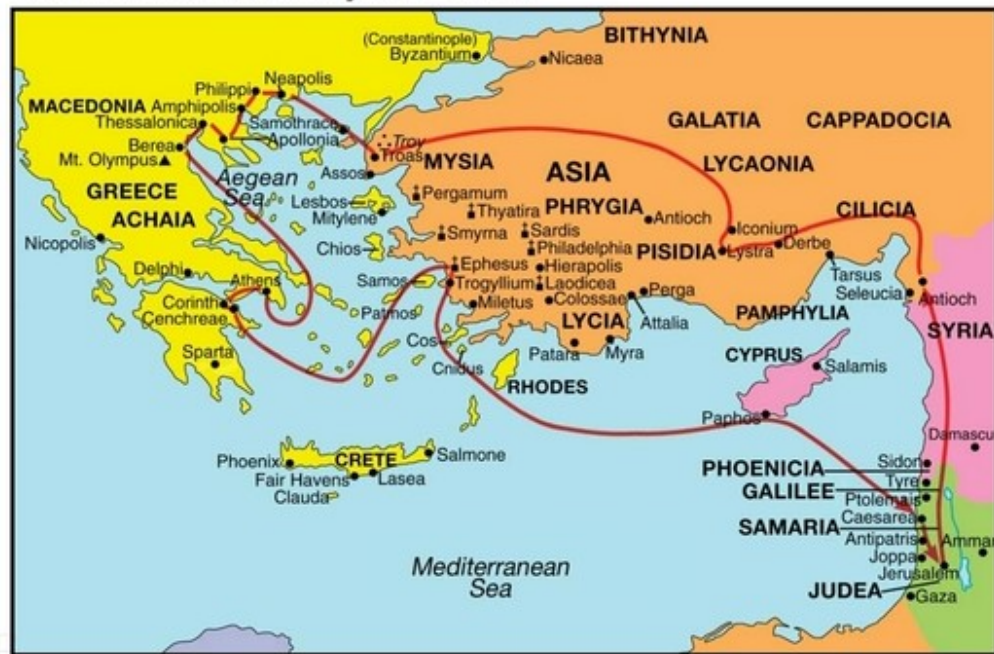 BITHYNIA
(Constantinople)
Byzantium
Nicaea
Neapolis
Philippi
MACEDONIA
Amphipolis
Thessalonica
Samothrace
Apollonia
GALATIA
CAPPADOCIA
Troy
Troas
Berea
Mt. Olympus
MYSIA
LYCAONIA
Assos
ASIA
Aegean
Sea
GREECE
ACHAIA
Pergamum
Lesbos
Mitylene
Thyatira
PHRYGIA
Antioch
CILICIA
Nicopolis
Chios
Smyrna
Sardis
Philadelphia
PISIDIA
Iconium
Lystra
Derbe
Delphi
Athens
Samos
Ephesus
Hierapolis
Tarsus
Trogyllium
Laodicea
Perga
Seleucia
Antioch
Corinth
Cenchreae
Patmos
Miletus
Colossae
Attalia
PAMPHYLIA
LYCIA
SYRIA
Sparta
Cos
Cnidus
Patara
Myra
CYPRUS
Salamis
RHODES
Paphos
Damascu
Phoenix
CRETE
Salmone
Fair Havens
Lasea
Clauda
PHOENICIA
Sidon
Tyre
GALILEE
Ptolemais
Caesarea
SAMARIA
Antipatris
Amman
Joppa
Jerusalem
Mediterranean
Sea
JUDEA
Gaza